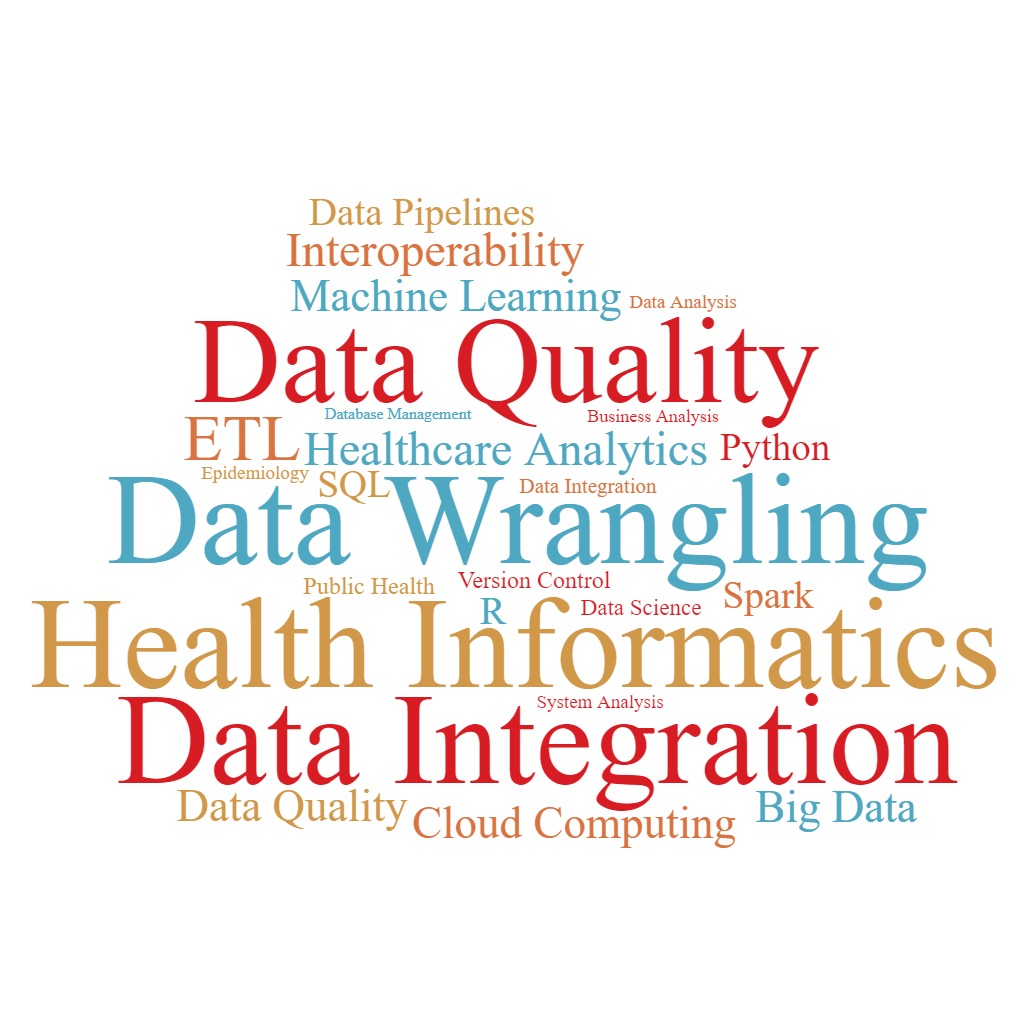 Data Pipelines
Interoperability
Machine Learning
Data Analysis
Data Quality
Database Management
Business Analysis
ETL
Healthcare Analytics
Python
Epidemiology
SQL
Data Integration
Data Wrangling
Public Health
Version Control
R
Data Science
Spark
Health Informatics
System Analysis
Data Integration
Data Quality
Cloud Computing
Big Data